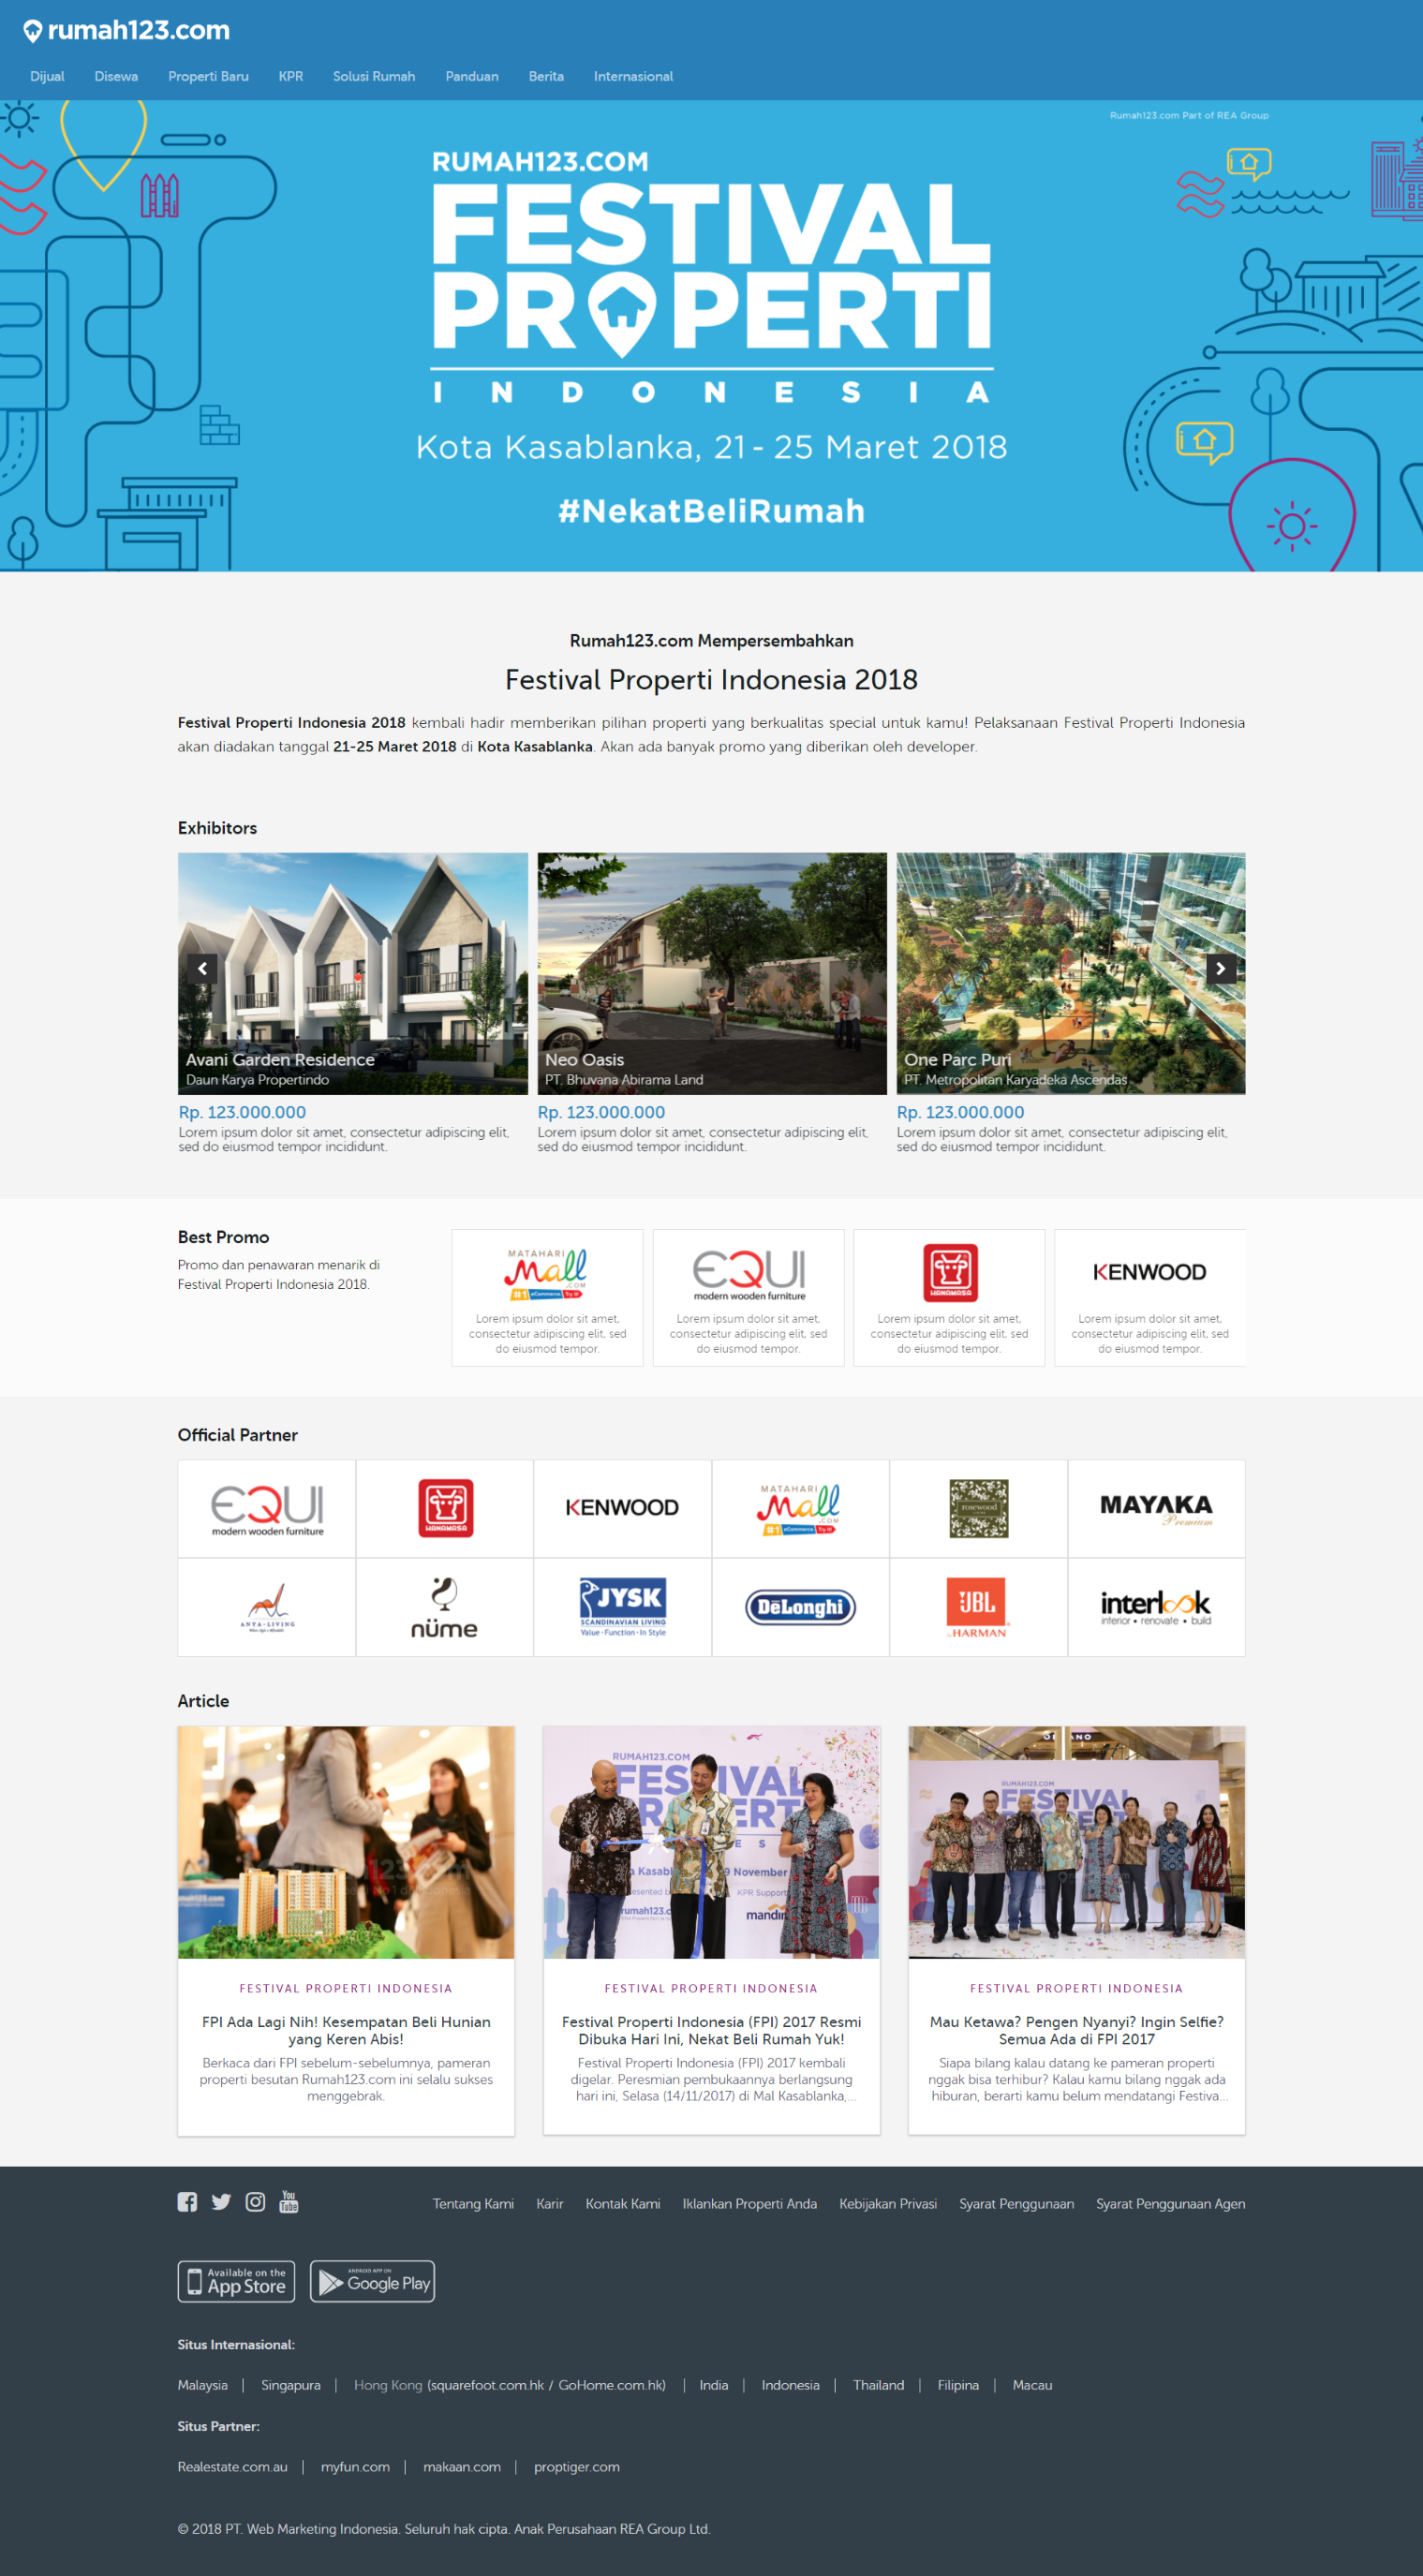 rumah123.com
Dijual Disewa Properti Baru KPR Solusi Rumah Panduan Berita Internasional
Rumah123.com Part of REA Group
RUMAH123.COM
FESTIVAL
PROPERTI
INDONESIA
Kota Kasablanka, 21 - 25 Maret 2018
#NekatBeliRumah
Rumah123.com Mempersembahkan
Festival Properti Indonesia 2018
Festival Properti Indonesia 2018 kembali hadir memberikan pilihan properti yang berkualitas special untuk kamu! Pelaksanaan Festival Properti Indonesia
akan diadakan tanggal 21-25 Maret 2018 di Kota Kasablanka. Akan ada banyak promo yang diberikan oleh developer.
Exhibitors
Avani Garden Residence
Daun Karya Propertindo
Rp. 123.000.000
Lorem ipsum dolor sit amet, consectetur adipiscing elit,
sed do eiusmod tempor incididunt.
Neo Oasis
PT. Bhuvana Abirama Land
Rp. 123.000.000
Lorem ipsum dolor sit amet, consectetur adipiscing elit,
sed do eiusmod tempor incididunt.
One Parc Puri
PT. Metropolitan Karyadeka Ascendas
Rp. 123.000.000
Lorem ipsum dolor sit amet, consectetur adipiscing elit,
sed do eiusmod tempor incididunt.
Best Promo
Promo dan penawaran menarik di
Festival Properti Indonesia 2018.
MATAHARI
Mall
.COM
#1 eCommerce. Try it!
Lorem ipsum dolor sit amet,
consectetur adipiscing elit, sed
do eiusmod tempor.
EQUI
modern wooden furniture
Lorem ipsum dolor sit amet,
consectetur adipiscing elit, sed
do eiusmod tempor.
HANAMASA
Lorem ipsum dolor sit amet,
consectetur adipiscing elit, sed
do eiusmod tempor.
KENWOOD
Lorem ipsum dolor sit amet,
consectetur adipiscing elit, sed
do eiusmod tempor.
Official Partner
EQUI
modern wooden furniture
HANAMASA
KENWOOD
MATAHARI
Mall
.COM
#1 eCommerce. Try it!
rosewood
MAYAKA
Premium
ANYA-LIVING
nüme
JYSK
SCANDINAVIAN LIVING
Value · Function · In Style
DeLonghi
JBL
by HARMAN
interlook
interior • renovate • build
Article
FESTIVAL PROPERTI INDONESIA
FPI Ada Lagi Nih! Kesempatan Beli Hunian
yang Keren Abis!
Berkaca dari FPI sebelum-sebelumnya, pameran
properti besutan Rumah123.com ini selalu sukses
menggebrak.
RUMAH123.COM
FESTIVAL PROPERTI INDONESIA
Festival Properti Indonesia (FPI) 2017 Resmi
Dibuka Hari Ini, Nekat Beli Rumah Yuk!
Festival Properti Indonesia (FPI) 2017 kembali
digelar. Peresmian pembukaannya berlangsung
hari ini, Selasa (14/11/2017) di Mal Kasablanka,...
RUMAH123.COM
FESTIVAL PROPERTI INDONESIA
Mau Ketawa? Pengen Nyanyi? Ingin Selfie?
Semua Ada di FPI 2017
Siapa bilang kalau datang ke pameran properti
nggak bisa terhibur? Kalau kamu bilang nggak ada
hiburan, berarti kamu belum mendatangi Festiva...
You Tube
Tentang Kami Karir Kontak Kami Iklankan Properti Anda Kebijakan Privasi Syarat Penggunaan Syarat Penggunaan Agen
Available on the
App Store
ANDROID APP ON
Google Play
Situs Internasional:
Malaysia | Singapura | Hong Kong (squarefoot.com.hk / GoHome.com.hk) | India | Indonesia | Thailand | Filipina | Macau
Situs Partner:
Realestate.com.au | myfun.com | makaan.com | proptiger.com
© 2018 PT. Web Marketing Indonesia. Seluruh hak cipta. Anak Perusahaan REA Group Ltd.